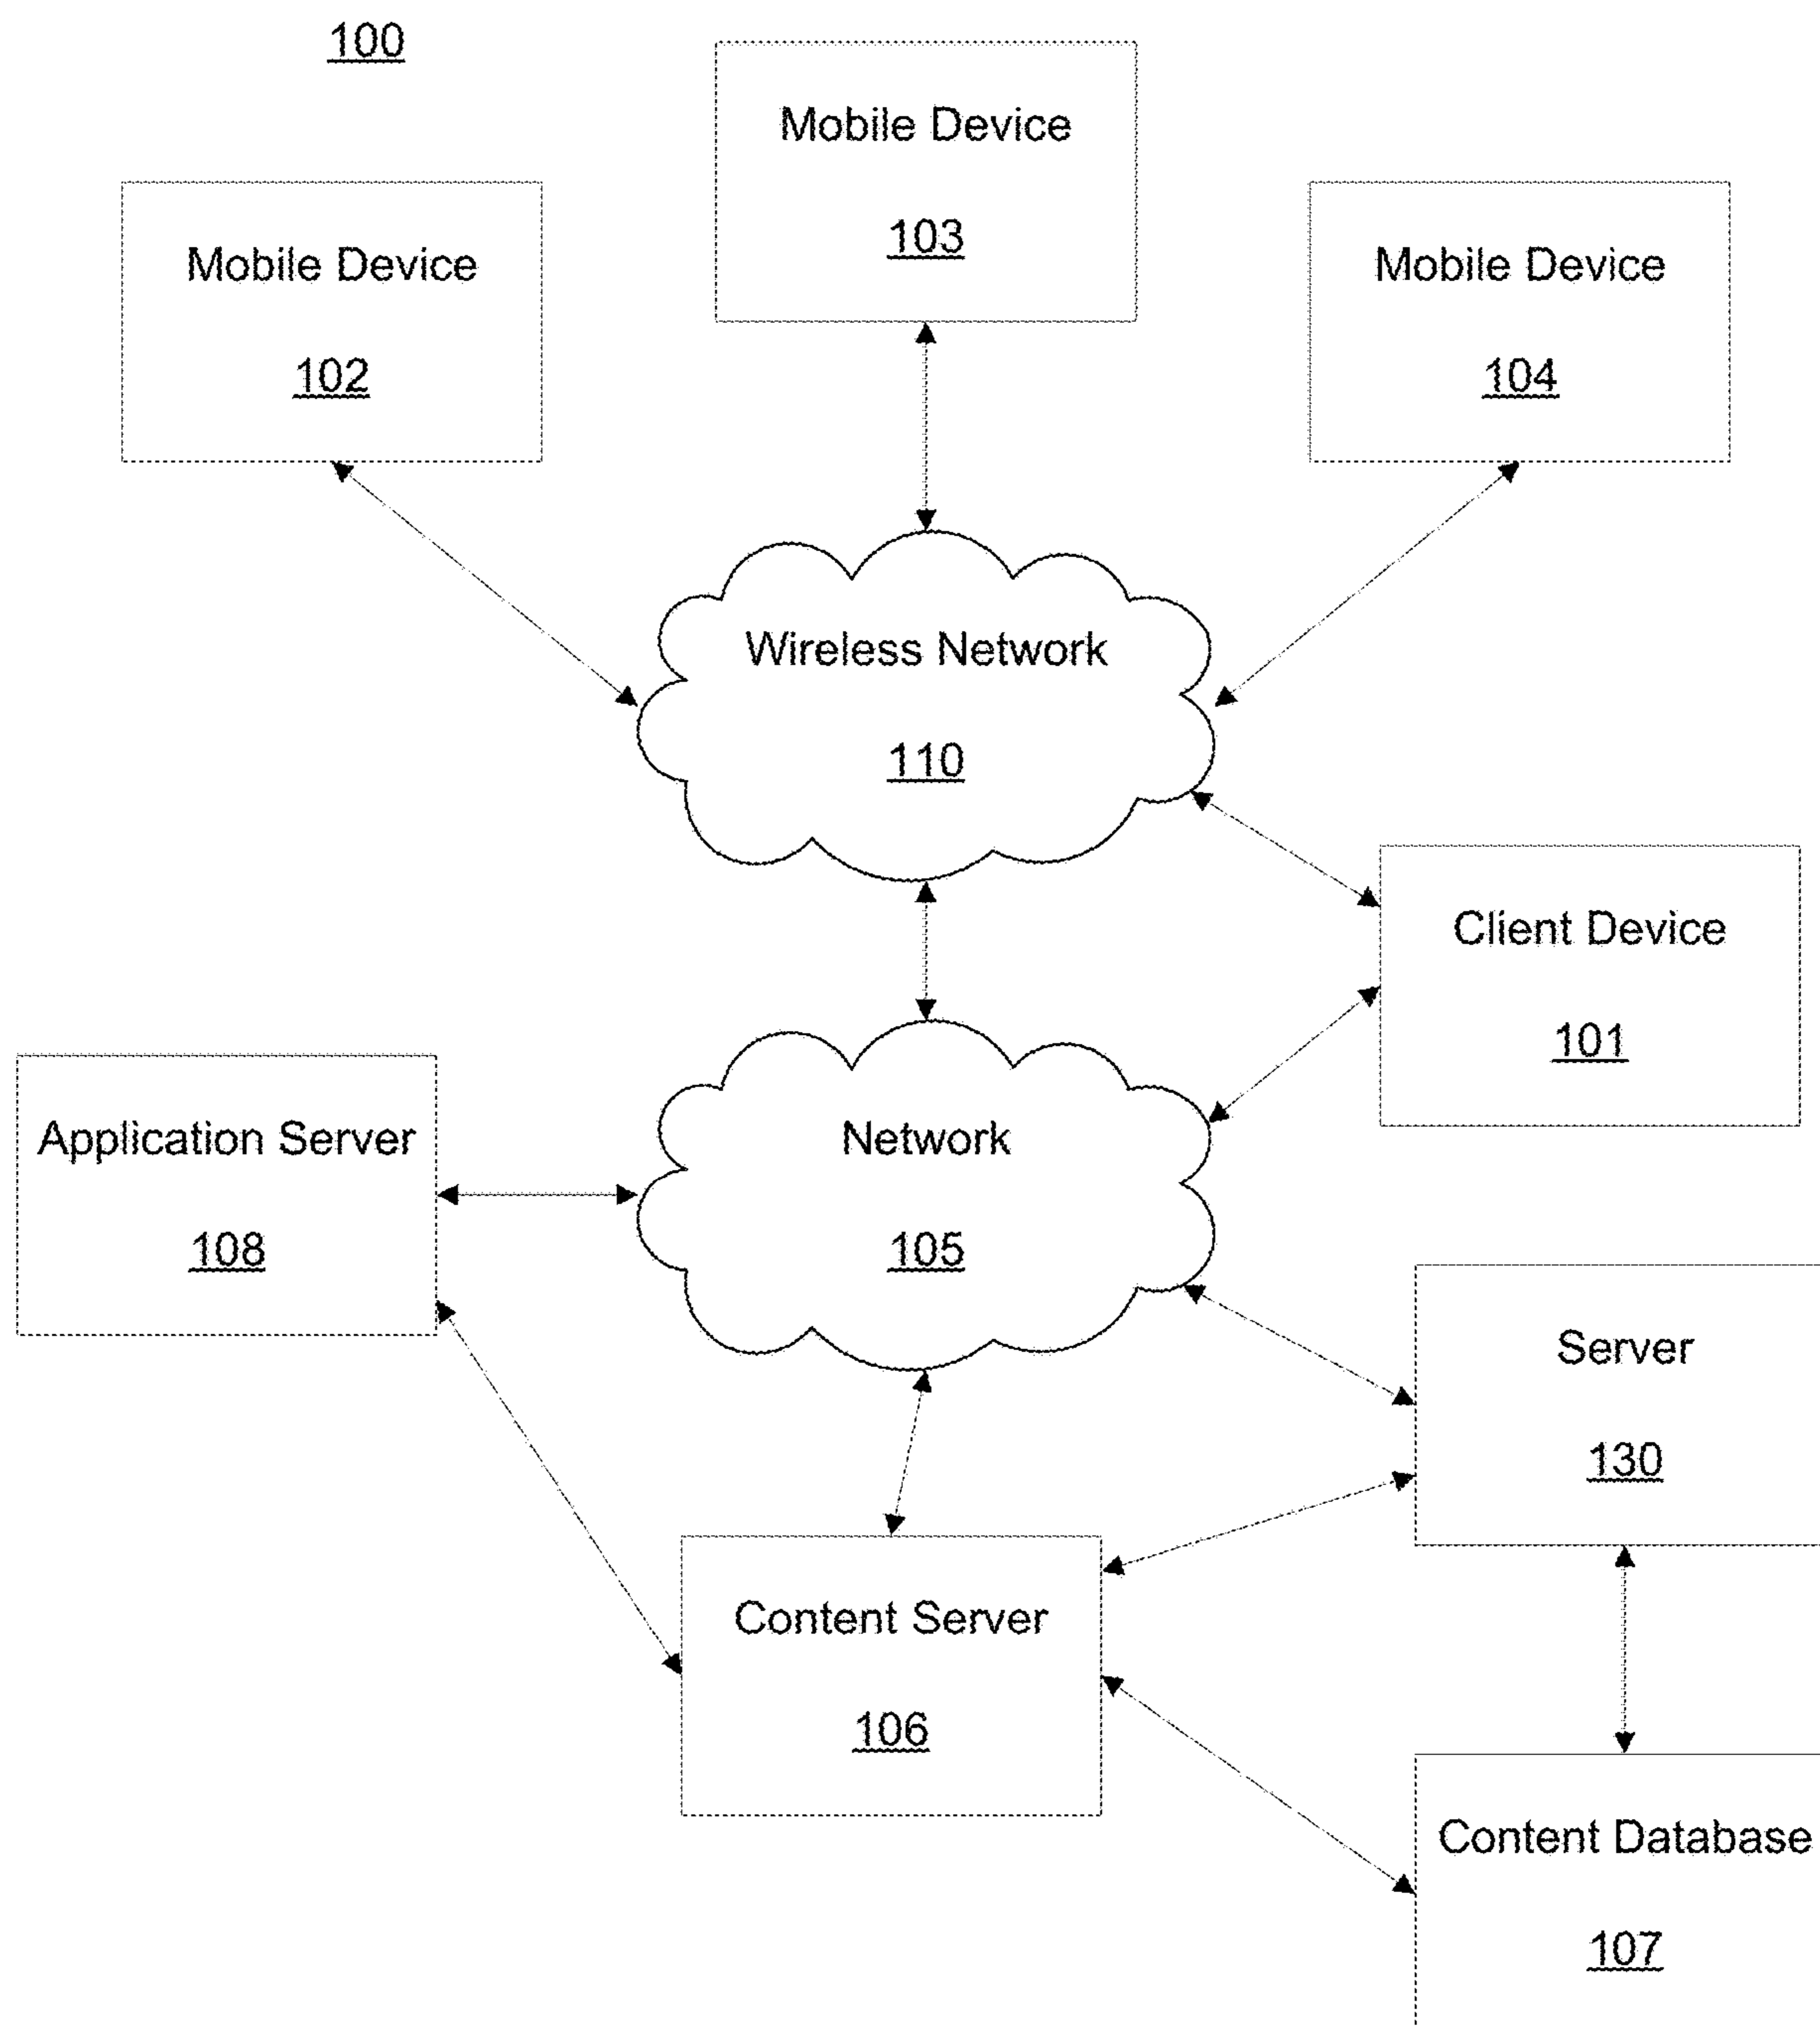 100
Mobile Device
103
Mobile Device
102
Mobile Device
104
Wireless Network
110
Client Device
101
Application Server
108
Network
105
Server
130
Content Server
106
Content Database
107